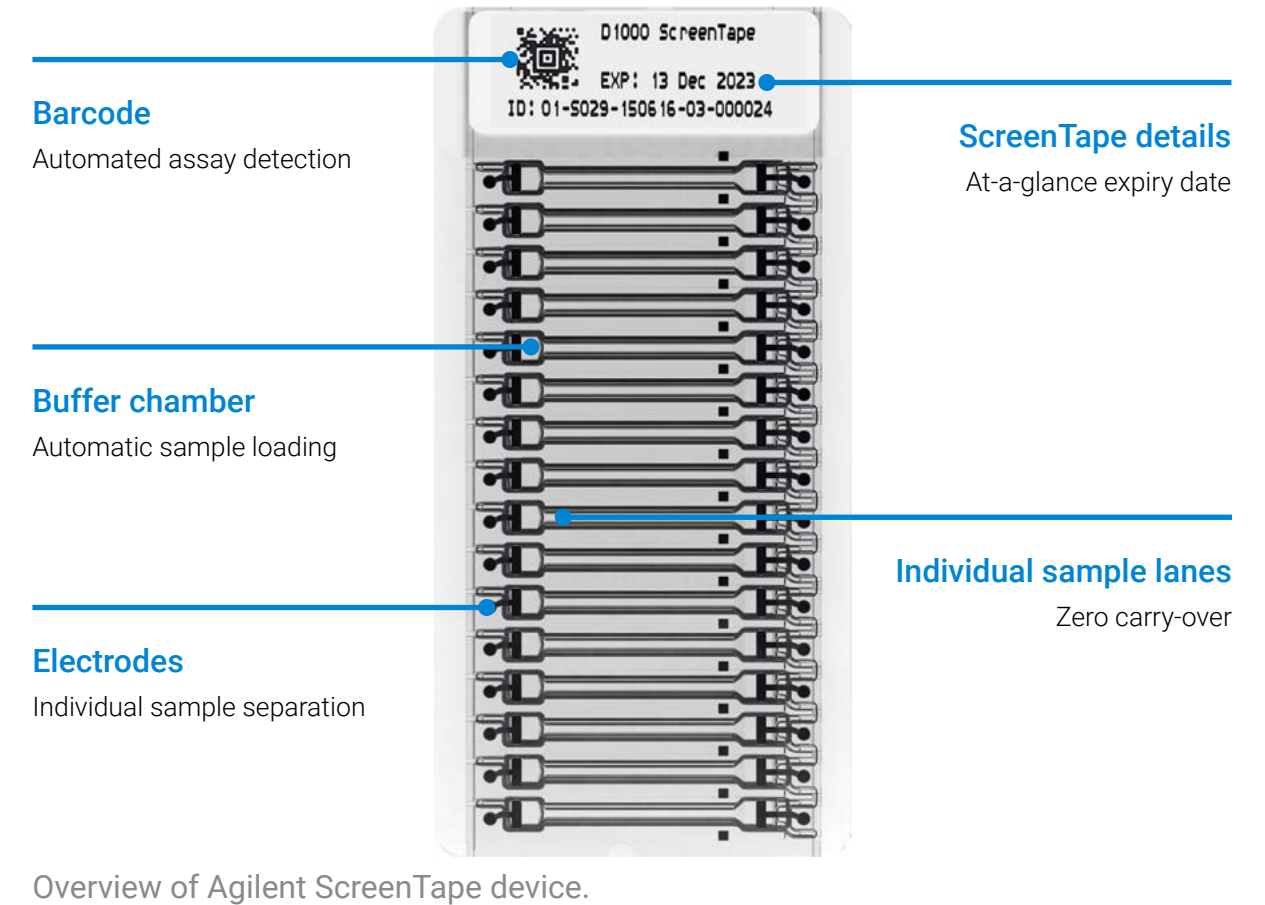 D1000 ScreenTape
EXP: 13 Dec 2023
ID: 01-S029-150616-03-000024
Barcode
Automated assay detection
ScreenTape details
At-a-glance expiry date
Buffer chamber
Automatic sample loading
Individual sample lanes
Zero carry-over
Electrodes
Individual sample separation
Overview of Agilent ScreenTape device.